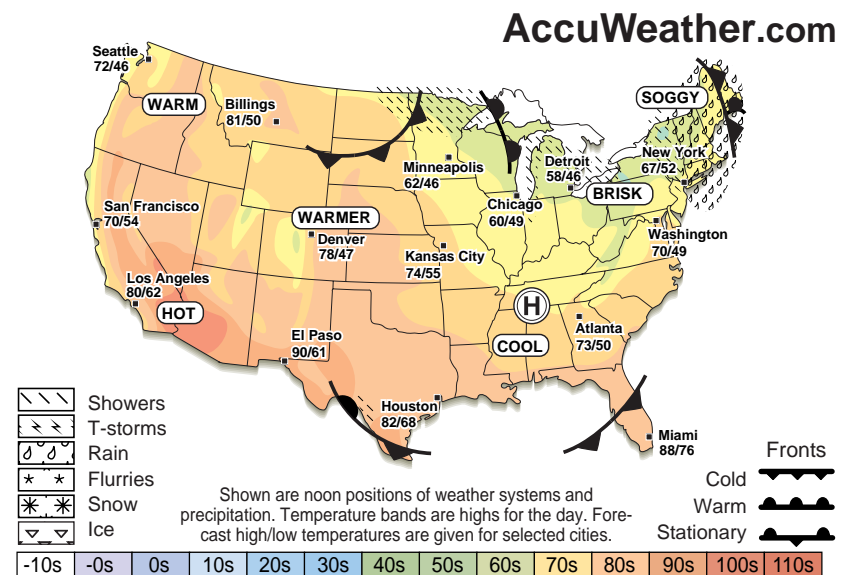 AccuWeather.com
Seattle
72/46
WARM
Billings
81/50
SOGGY
Minneapolis
62/46
Detroit
58/46
New York
67/52
BRISK
San Francisco
70/54
WARMER
Denver
78/47
Chicago
60/49
Washington
70/49
Kansas City
74/55
Los Angeles
80/62
HOT
H
El Paso
90/61
COOL
Atlanta
73/50
Houston
82/68
Miami
88/76
Showers
T-storms
Rain
Flurries
Snow
Ice
Shown are noon positions of weather systems and
precipitation. Temperature bands are highs for the day. Fore-
cast high/low temperatures are given for selected cities.
Fronts
Cold
Warm
Stationary
-10s -0s 0s 10s 20s 30s 40s 50s 60s 70s 80s 90s 100s 110s